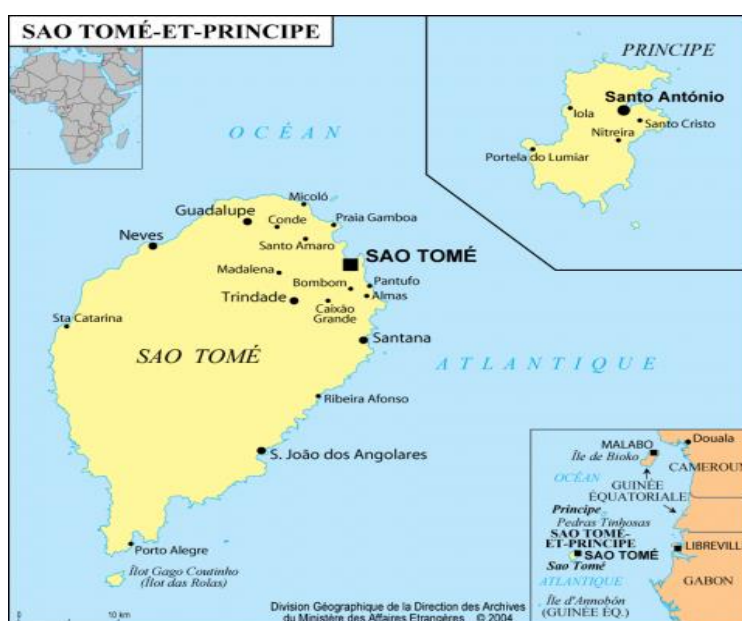 SAO TOMÉ-ET-PRINCIPE
PRINCIPE
Santo António
Iola
Santo Cristo
Nitreira
Portela do Lumiar
OCÉAN
Micoló
Guadalupe
Conde
Praia Gamboa
Neves
Santo Amaro
SAO TOMÉ
Madalena
Bombom
Pantufo
Trindade
Almas
Caixão
Grande
Sta Catarina
Santana
SAO TOMÉ
ATLANTIQUE
Ribeira Afonso
S. João dos Angolares
Porto Alegre
Îlot Gago Coutinho
(Îlot das Rolas)
0
10 km
MALABO
Douala
Île de Bioko
CAMEROUN
OCÉAN
GUINÉE
ÉQUATORIALE
Principe
Pedras Tinhosas
SAO TOMÉ-
ET-PRINCIPE
LIBREVILLE
SAO TOMÉ
Sao Tomé
GABON
ATLANTIQUE
Île d'Annobón
(GUINÉE ÉQ.)
Division Géographique de la Direction des Archives
du Ministère des Affaires Etrangères © 2004